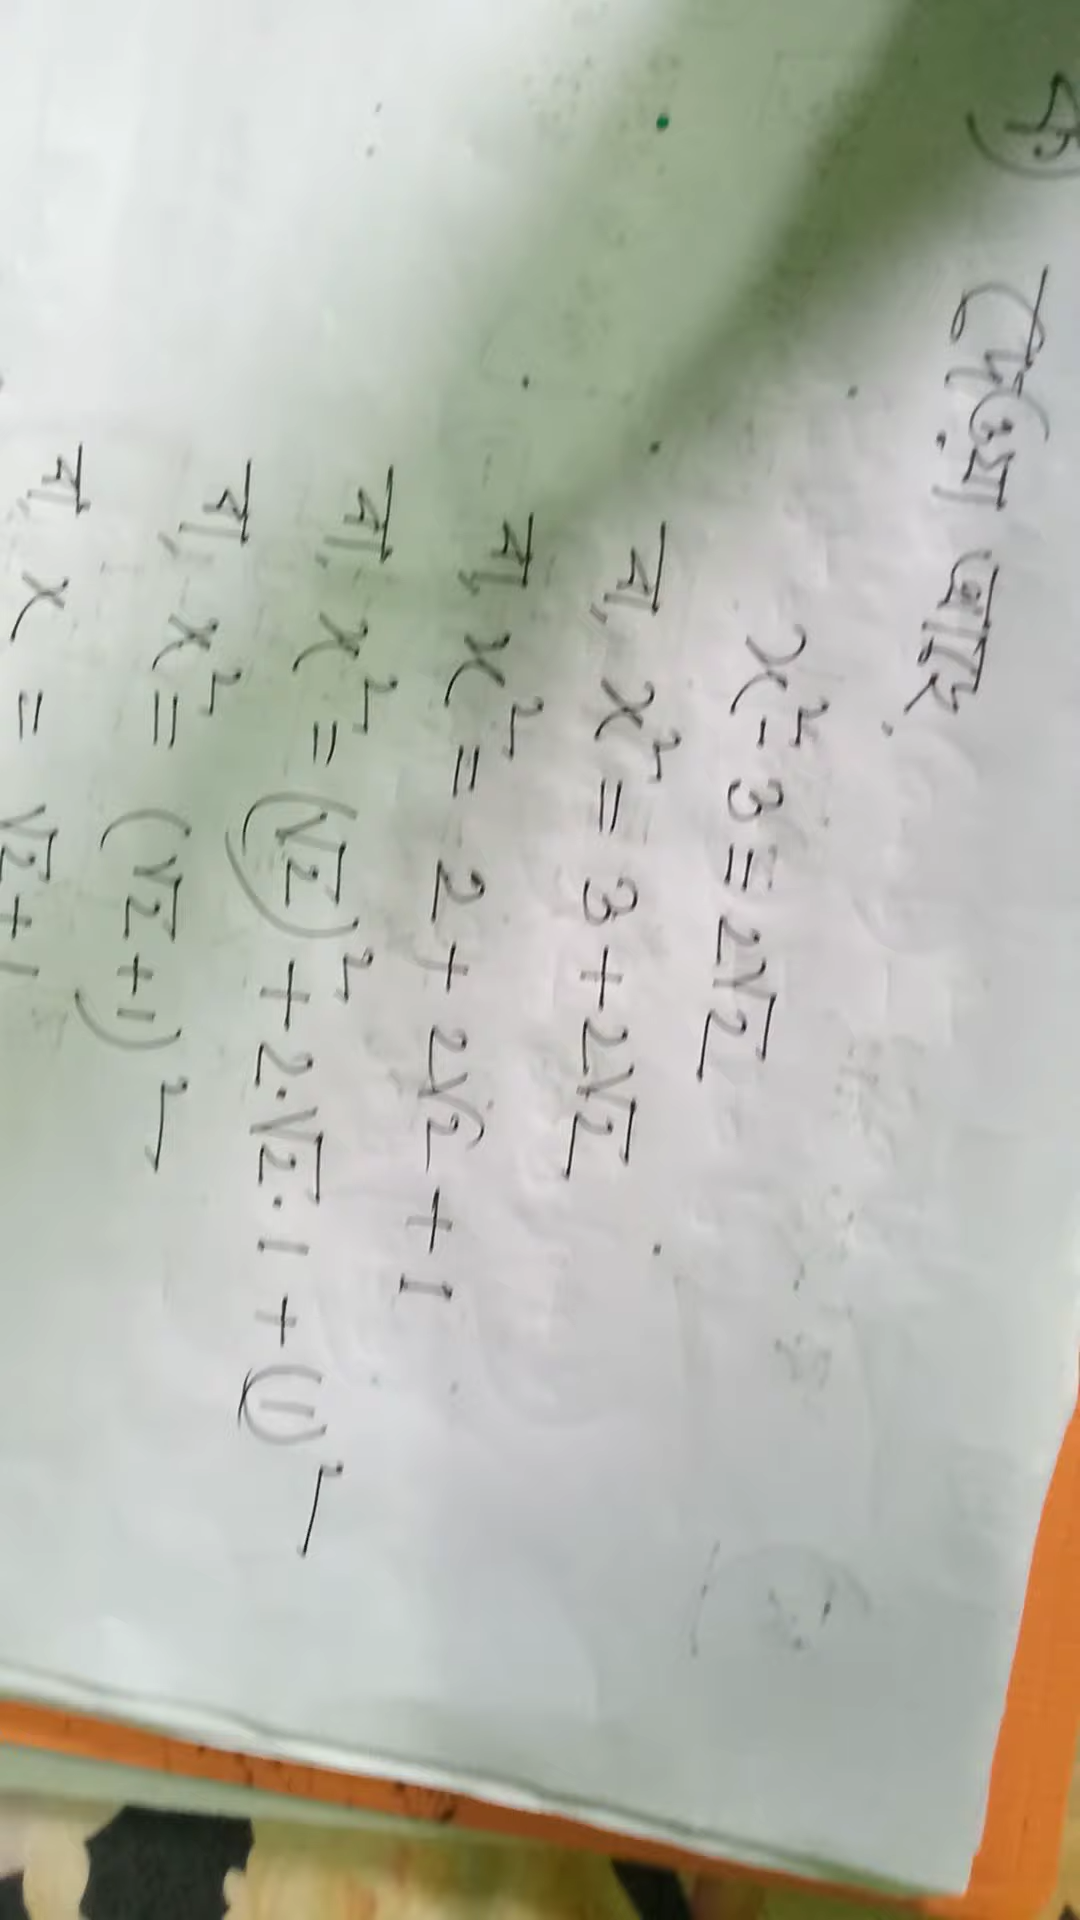 ক) দেওয়া আছে,
x² - 3 = 2√2
বা, x² = 3 + 2√2
বা, x² = 2 + 2√2 + 1
বা, x² = (√2)² + 2.√2.1 + (1)²
বা, x² = (√2+1)²
বা, x = √2+1